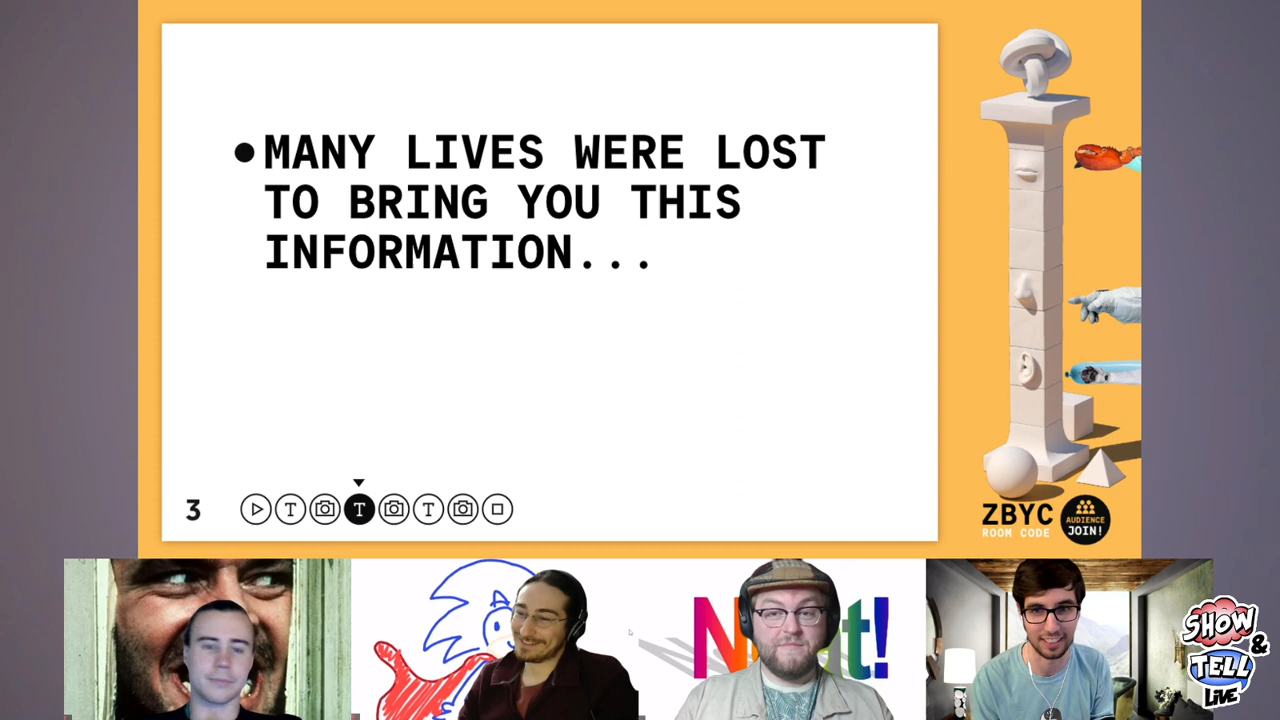 ●MANY LIVES WERE LOST
TO BRING YOU THIS
INFORMATION...
3
T
T
T
ZBYC
ROOM CODE
AUDIENCE
JOIN!
SHOW
&
TELL
LIVE